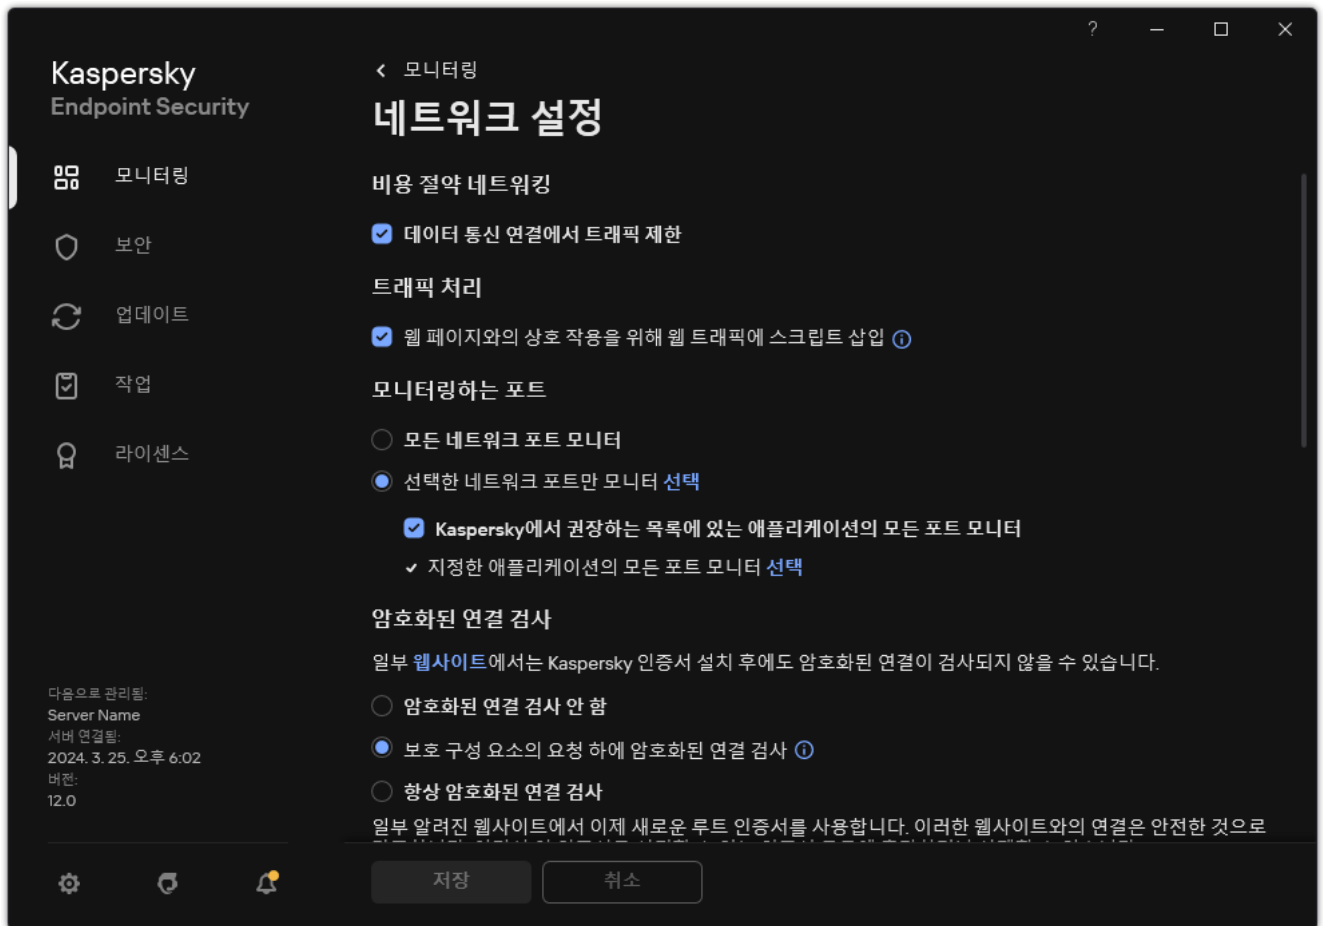 Kaspersky
Endpoint Security
모니터링
보안
업데이트
작업
라이센스
다음으로 관리됨:
Server Name
서버 연결됨:
2024. 3. 25. 오후 6:02
버전:
12.0
?
모니터링
네트워크 설정
비용 절약 네트워킹
데이터 통신 연결에서 트래픽 제한
트래픽 처리
웹 페이지와의 상호 작용을 위해 웹 트래픽에 스크립트 삽입
모니터링하는 포트
모든 네트워크 포트 모니터
선택한 네트워크 포트만 모니터 선택
Kaspersky에서 권장하는 목록에 있는 애플리케이션의 모든 포트 모니터
지정한 애플리케이션의 모든 포트 모니터 선택
암호화된 연결 검사
일부 웹사이트에서는 Kaspersky 인증서 설치 후에도 암호화된 연결이 검사되지 않을 수 있습니다.
암호화된 연결 검사 안 함
보호 구성 요소의 요청 하에 암호화된 연결 검사
항상 암호화된 연결 검사
일부 알려진 웹사이트에서 이제 새로운 루트 인증서를 사용합니다. 이러한 웹사이트와의 연결은 안전한 것으로
저장
취소